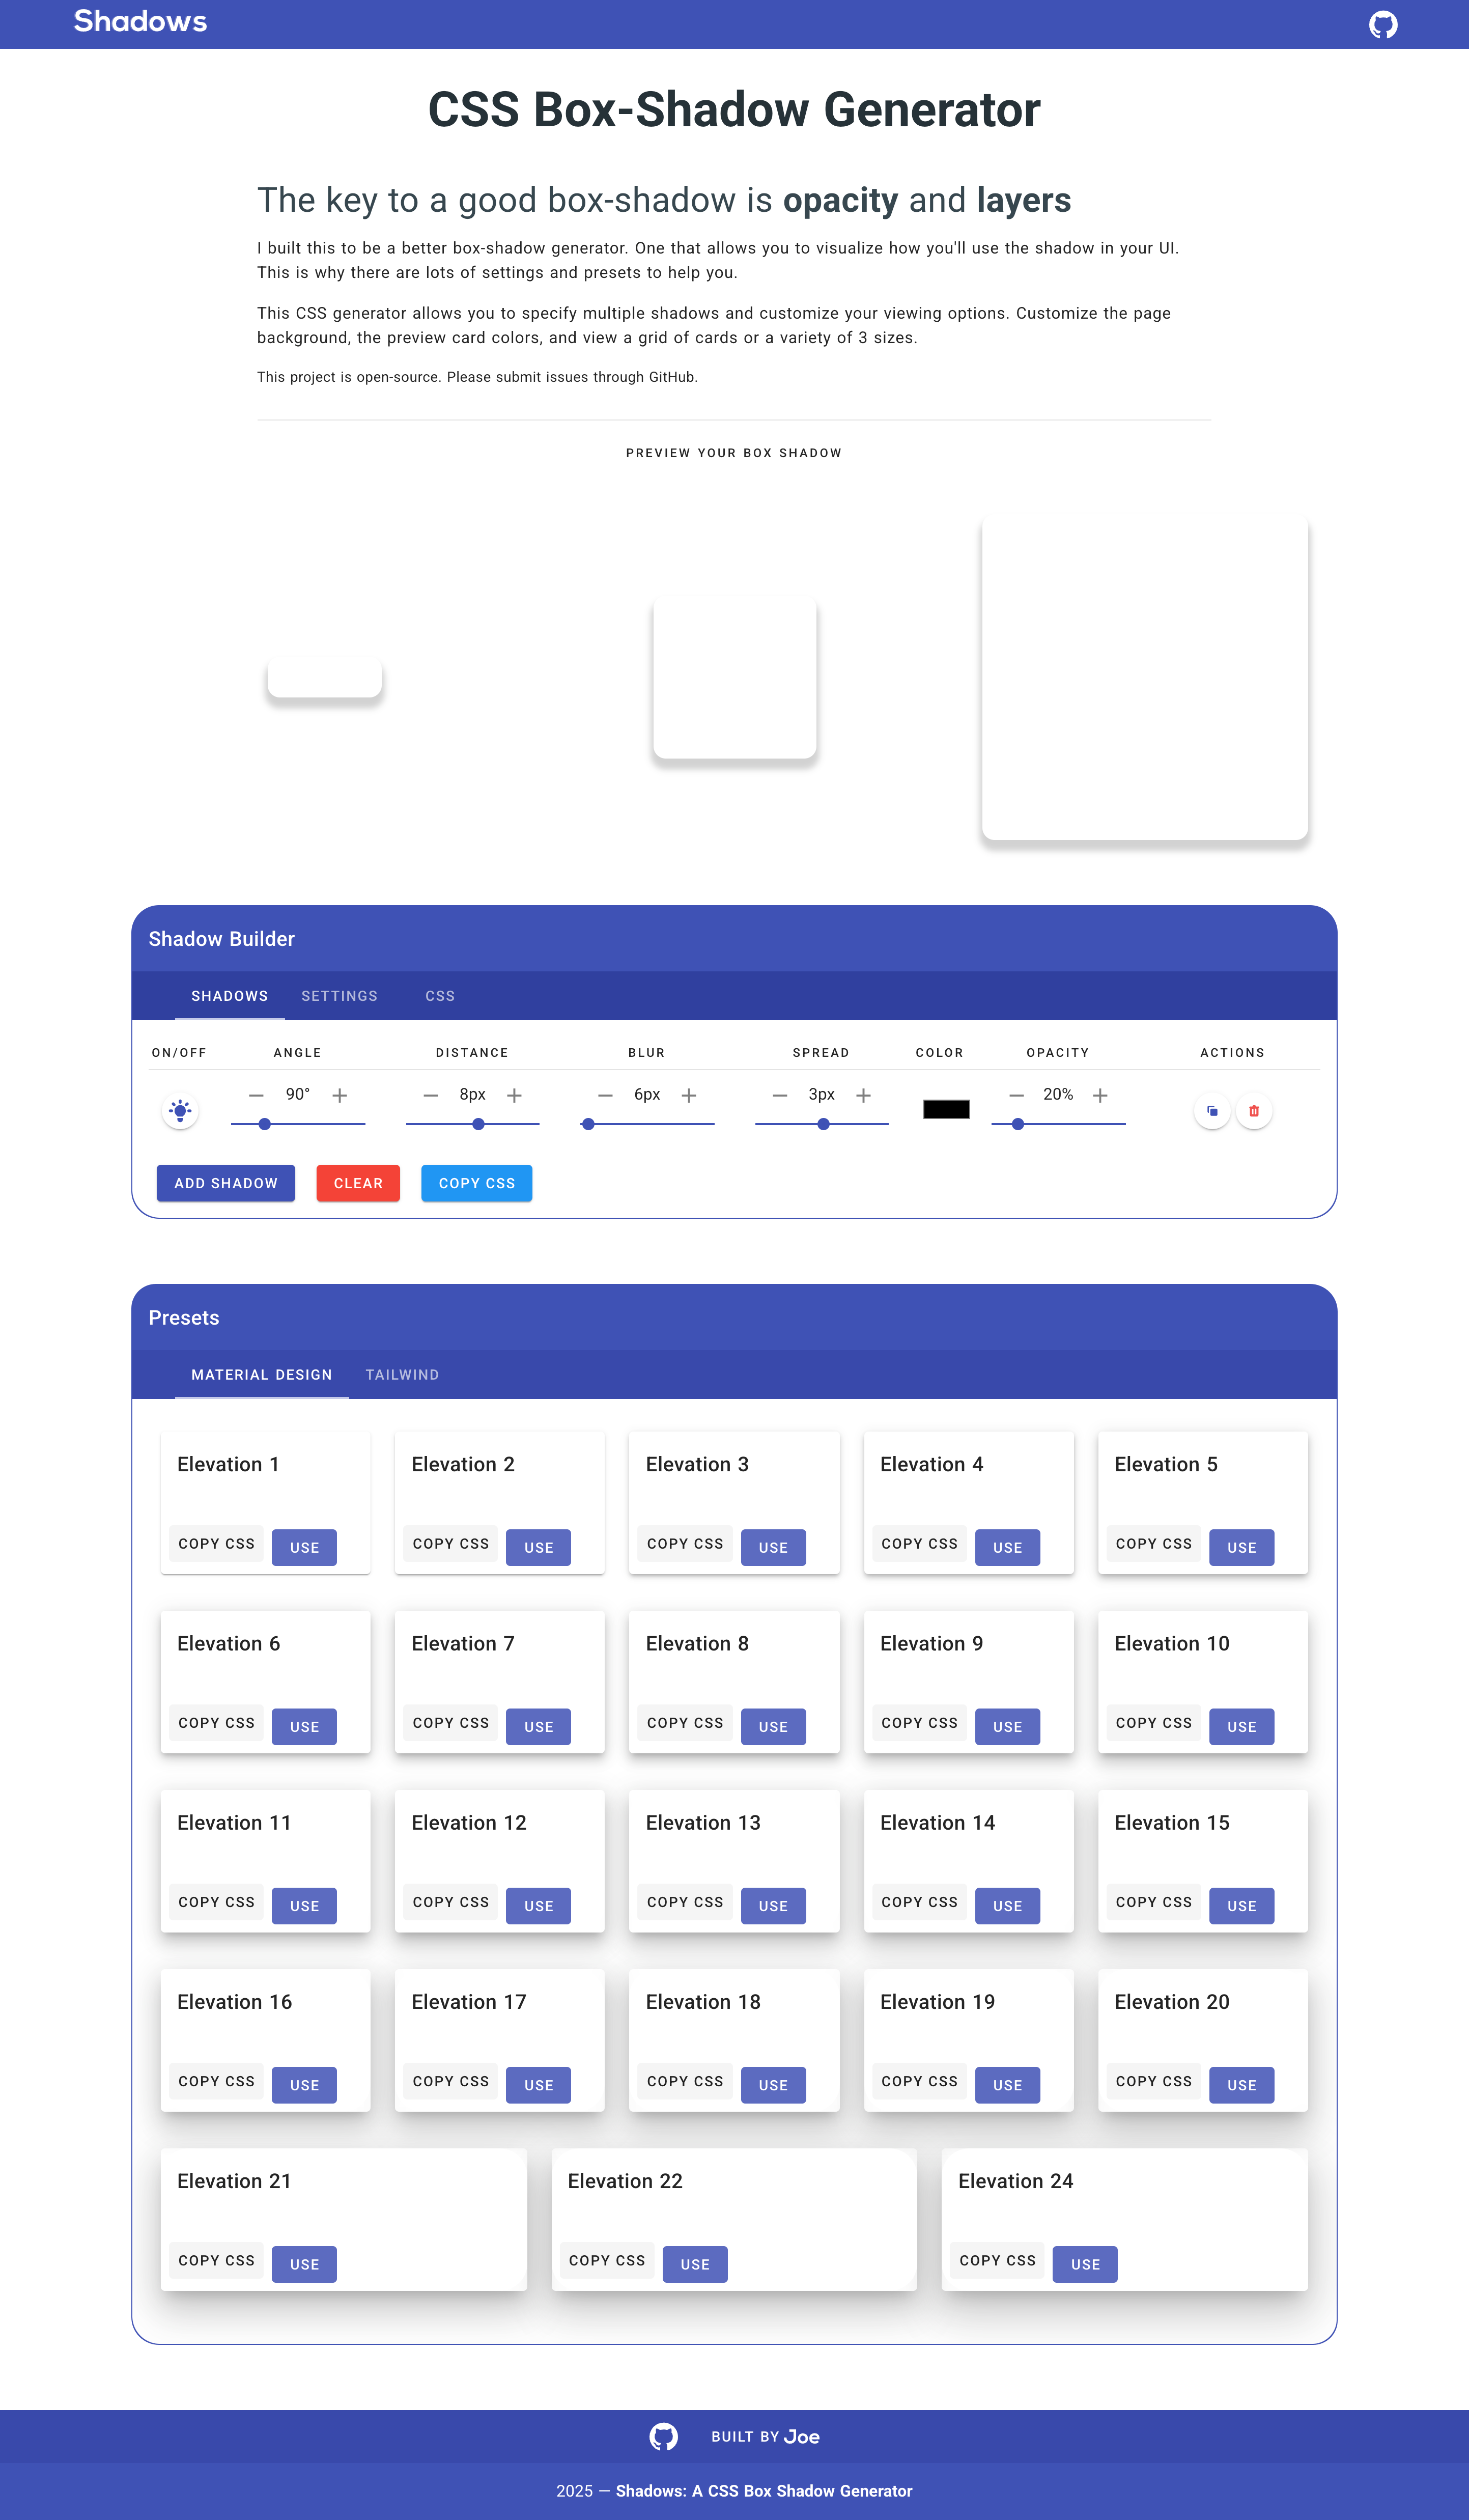 Shadows
CSS Box-Shadow Generator
The key to a good box-shadow is opacity and layers
I built this to be a better box-shadow generator. One that allows you to visualize how you'll use the shadow in your UI.
This is why there are lots of settings and presets to help you.
This CSS generator allows you to specify multiple shadows and customize your viewing options. Customize the page
background, the preview card colors, and view a grid of cards or a variety of 3 sizes.
This project is open-source. Please submit issues through GitHub.
PREVIEW YOUR BOX SHADOW
Shadow Builder
SHADOWS SETTINGS CSS
ON/OFF ANGLE DISTANCE BLUR SPREAD COLOR OPACITY ACTIONS
90° 8px 6px 3px 20%
ADD SHADOW CLEAR COPY CSS
Presets
MATERIAL DESIGN TAILWIND
Elevation 1 Elevation 2 Elevation 3 Elevation 4 Elevation 5
COPY CSS USE COPY CSS USE COPY CSS USE COPY CSS USE COPY CSS USE
Elevation 6 Elevation 7 Elevation 8 Elevation 9 Elevation 10
COPY CSS USE COPY CSS USE COPY CSS USE COPY CSS USE COPY CSS USE
Elevation 11 Elevation 12 Elevation 13 Elevation 14 Elevation 15
COPY CSS USE COPY CSS USE COPY CSS USE COPY CSS USE COPY CSS USE
Elevation 16 Elevation 17 Elevation 18 Elevation 19 Elevation 20
COPY CSS USE COPY CSS USE COPY CSS USE COPY CSS USE COPY CSS USE
Elevation 21 Elevation 22 Elevation 24
COPY CSS USE COPY CSS USE COPY CSS USE
BUILT BY Joe
2025 — Shadows: A CSS Box Shadow Generator